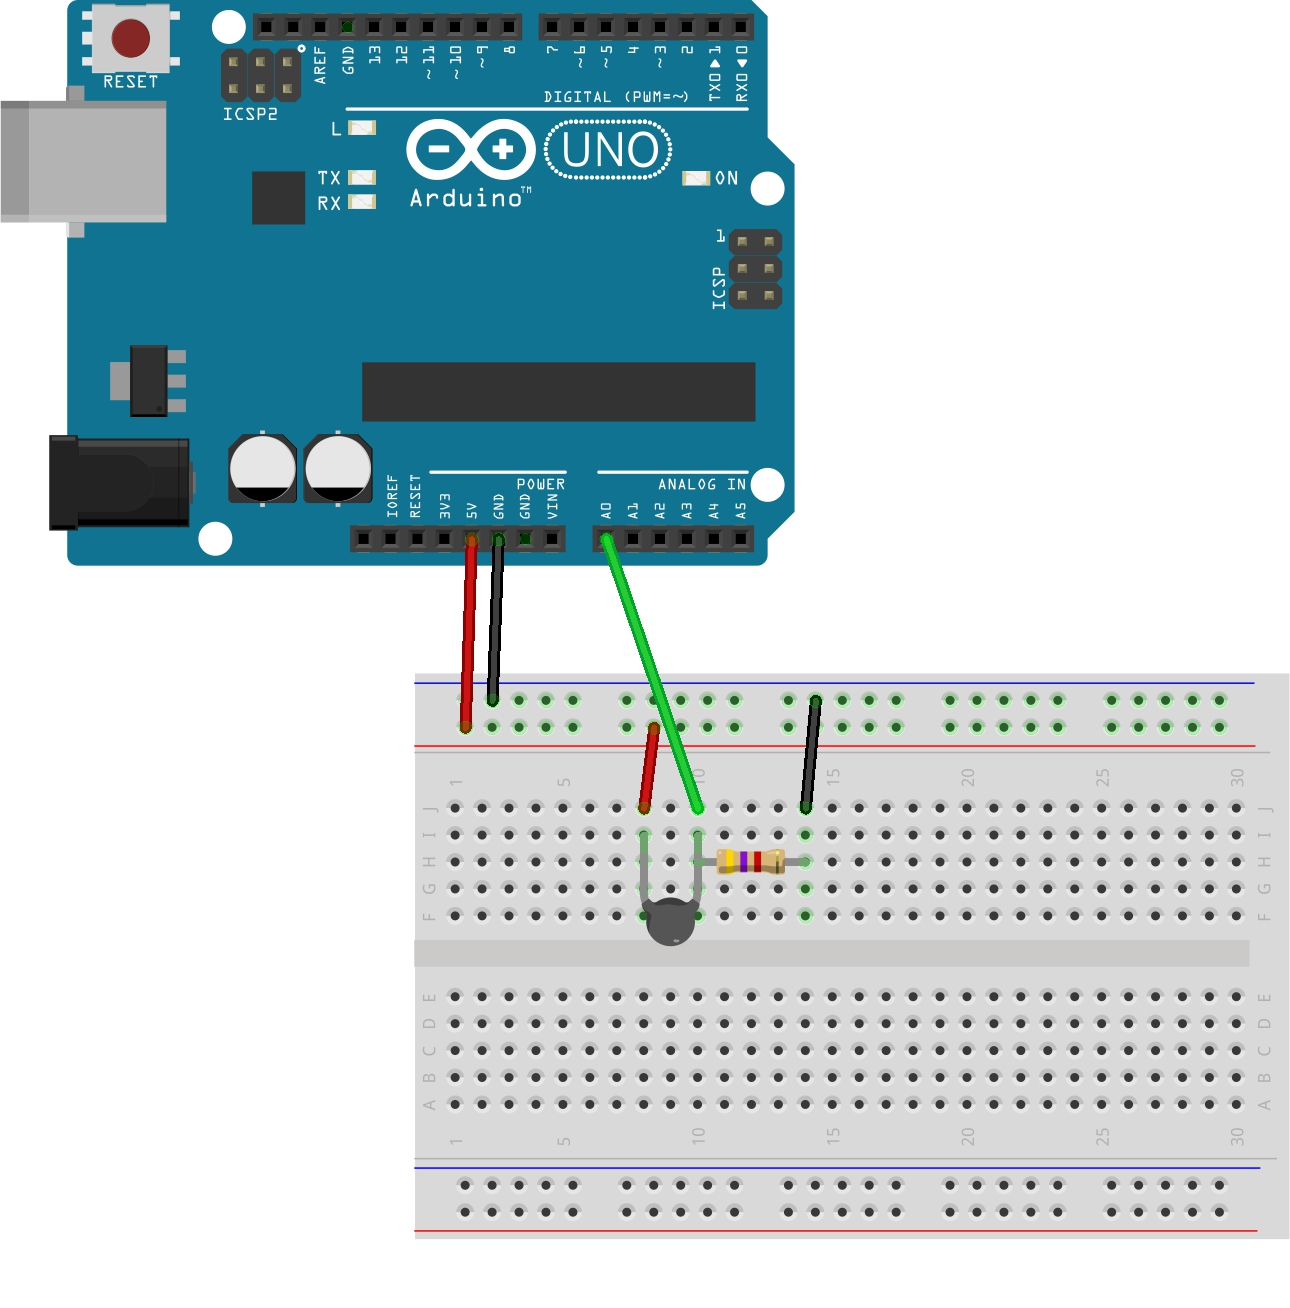 RESET
ICSP2
AREF
GND
13
12
~11
~10
~9
8
7
~6
~5
4
~3
2
TX0▶1
RX0◀0
DIGITAL (PWM=~)
L
TX
RX
Arduino™
UNO
ON
1
ICSP
IOREF
RESET
3V3
5V
GND
GND
VIN
POWER
A0
A1
A2
A3
A4
A5
ANALOG IN
1 5 10 15 20 25 30
J J
I I
H H
G G
F F
E E
D D
C C
B B
A A
1 5 10 15 20 25 30